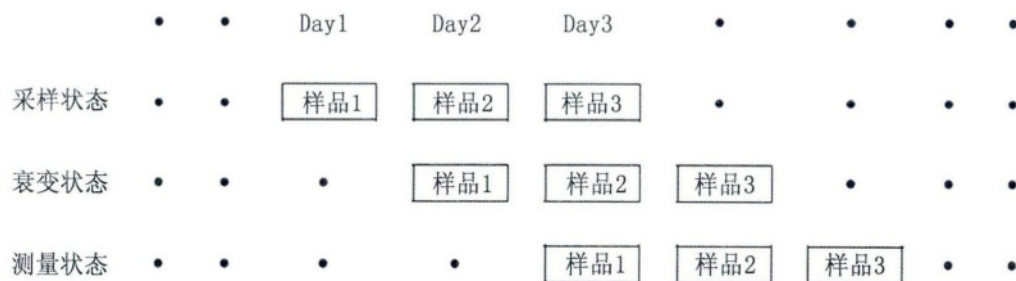 Day1 Day2 Day3
采样状态 样品1 样品2 样品3
衰变状态 样品1 样品2 样品3
测量状态 样品1 样品2 样品3